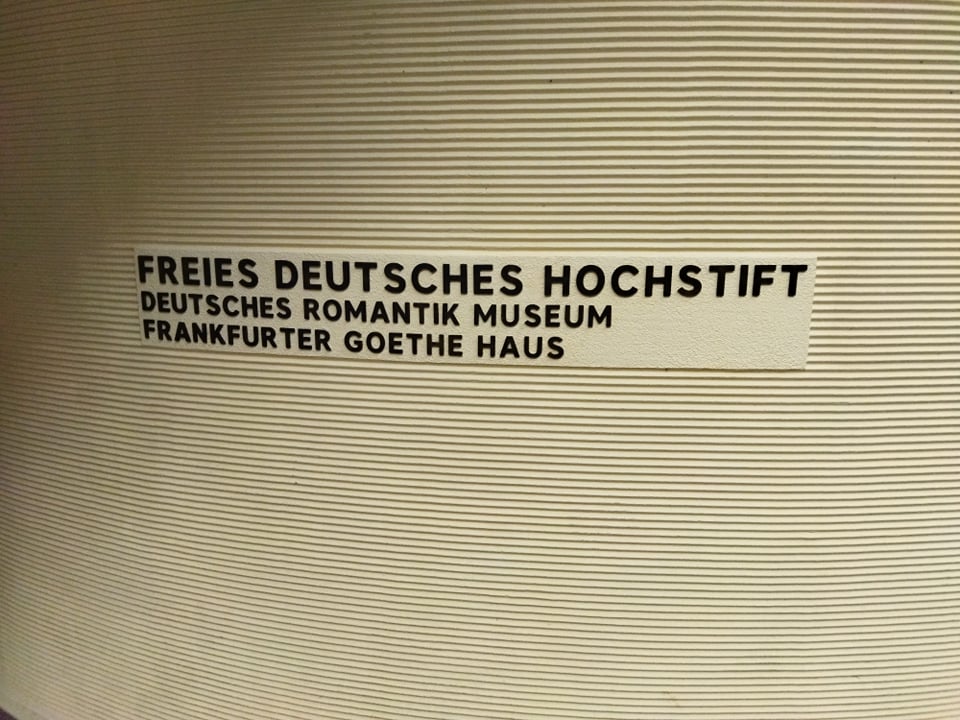 FREIES DEUTSCHES HOCHSTIFT
DEUTSCHES ROMANTIK MUSEUM
FRANKFURTER GOETHE HAUS